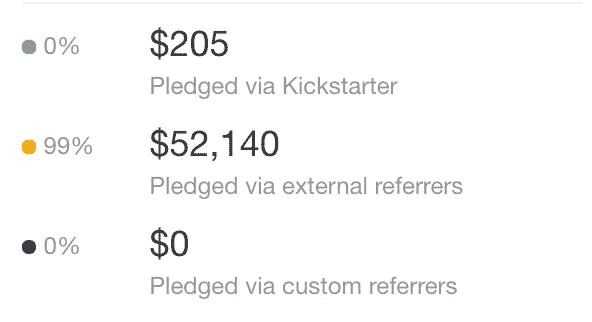 0% $205
Pledged via Kickstarter
99% $52,140
Pledged via external referrers
0% $0
Pledged via custom referrers